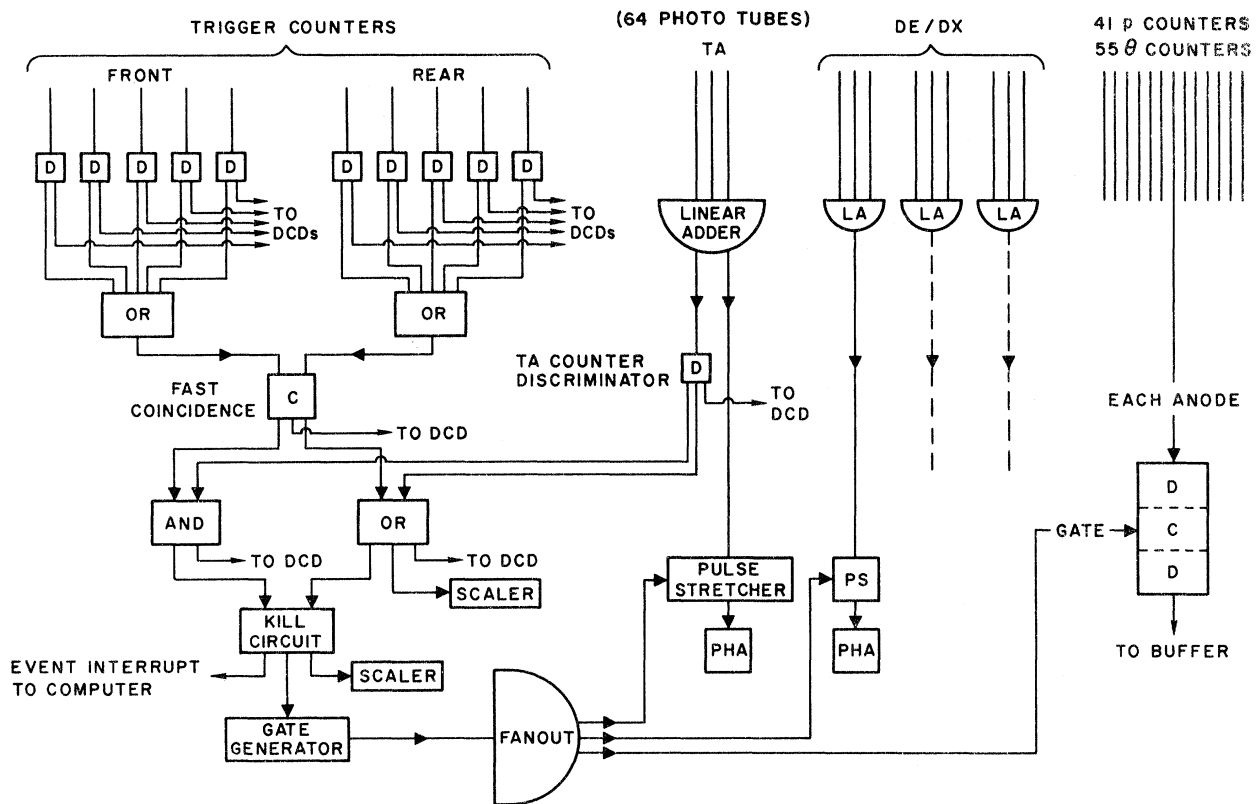 TRIGGER COUNTERS
FRONT
REAR
(64 PHOTO TUBES)
TA
DE/DX
41 p COUNTERS
55 θ COUNTERS
D D D D D
D D D D D
TO
DCDs
TO
DCDs
LINEAR
ADDER
LA
LA
LA
OR
OR
TA COUNTER
DISCRIMINATOR
D
TO
DCD
FAST
COINCIDENCE
C
TO DCD
EACH ANODE
AND
OR
TO DCD
TO DCD
SCALER
D
GATE
C
D
PULSE
STRETCHER
PS
PHA
PHA
TO BUFFER
KILL
CIRCUIT
EVENT INTERRUPT
TO COMPUTER
SCALER
GATE
GENERATOR
FANOUT